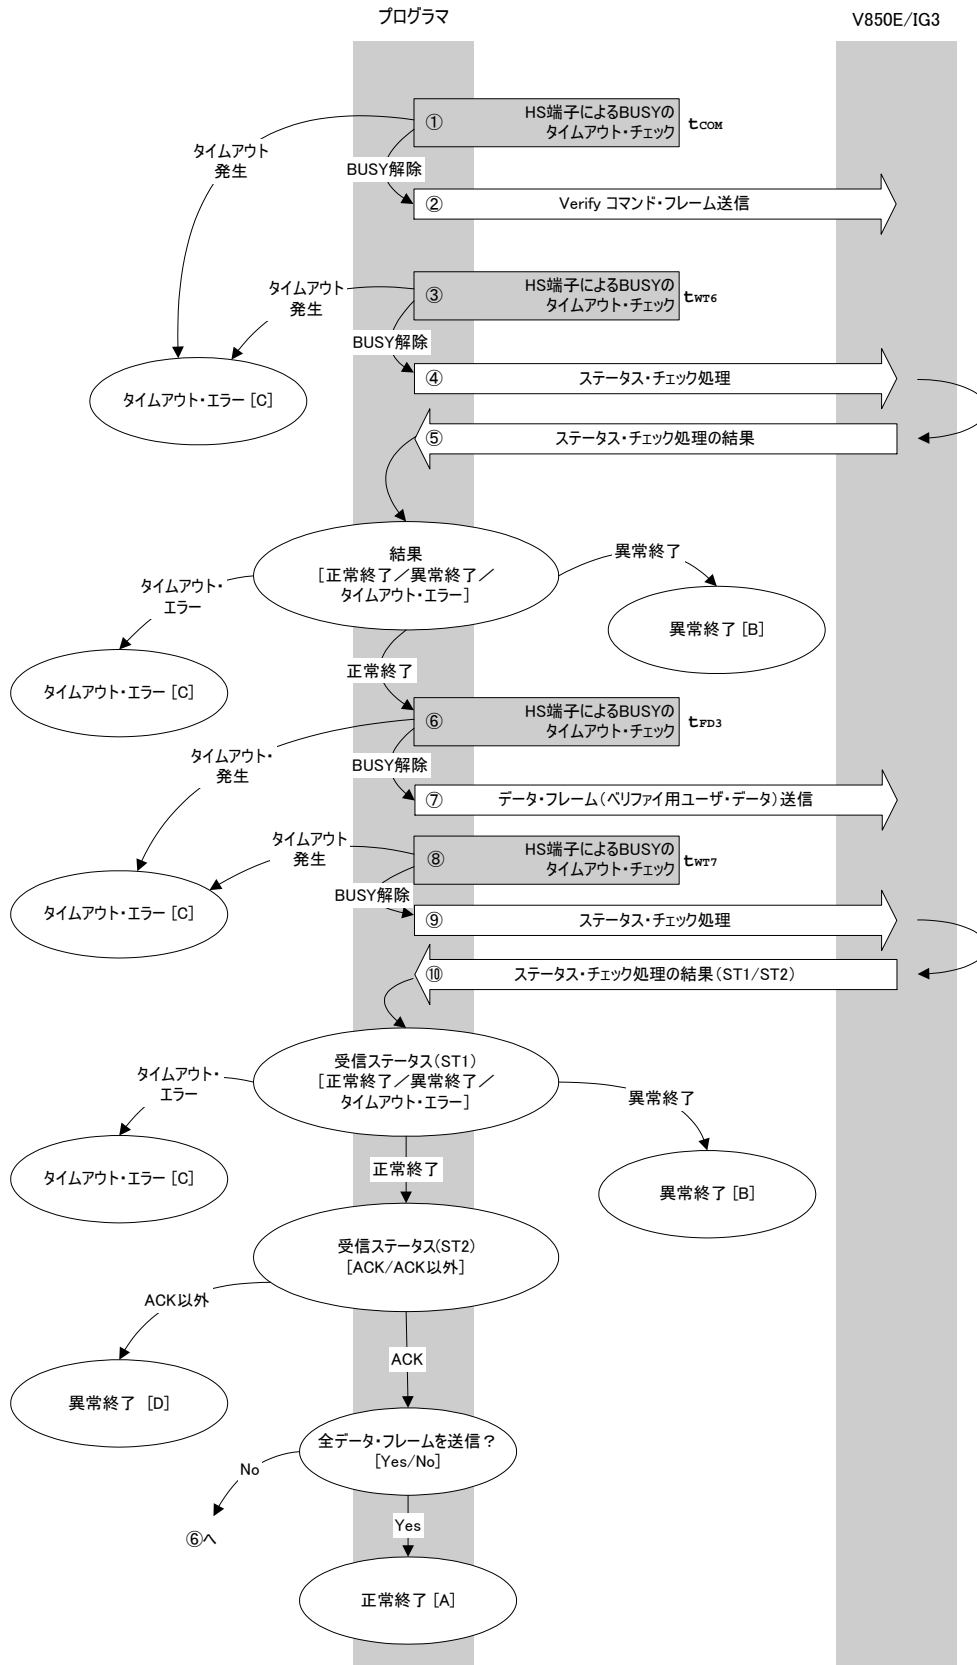 プログラマ
V850E/IG3
①
HS端子によるBUSYの
タイムアウト・チェック
tCOM
タイムアウト
発生
BUSY解除
②
Verify コマンド・フレーム送信
③
HS端子によるBUSYの
タイムアウト・チェック
tWT6
タイムアウト
発生
BUSY解除
④
ステータス・チェック処理
タイムアウト・エラー [C]
⑤
ステータス・チェック処理の結果
結果
[正常終了／異常終了／
タイムアウト・エラー]
異常終了
異常終了 [B]
タイムアウト・
エラー
タイムアウト・エラー [C]
正常終了
⑥
HS端子によるBUSYの
タイムアウト・チェック
tFD3
タイムアウト・
発生
BUSY解除
⑦
データ・フレーム（ベリファイ用ユーザ・データ）送信
⑧
HS端子によるBUSYの
タイムアウト・チェック
tWT7
タイムアウト
発生
BUSY解除
タイムアウト・エラー [C]
⑨
ステータス・チェック処理
⑩
ステータス・チェック処理の結果（ST1/ST2）
受信ステータス（ST1）
[正常終了／異常終了／
タイムアウト・エラー]
タイムアウト・
エラー
異常終了
タイムアウト・エラー [C]
正常終了
異常終了 [B]
受信ステータス(ST2)
[ACK/ACK以外]
ACK以外
ACK
異常終了 [D]
全データ・フレームを送信？
[Yes/No]
No
⑥へ
Yes
正常終了 [A]